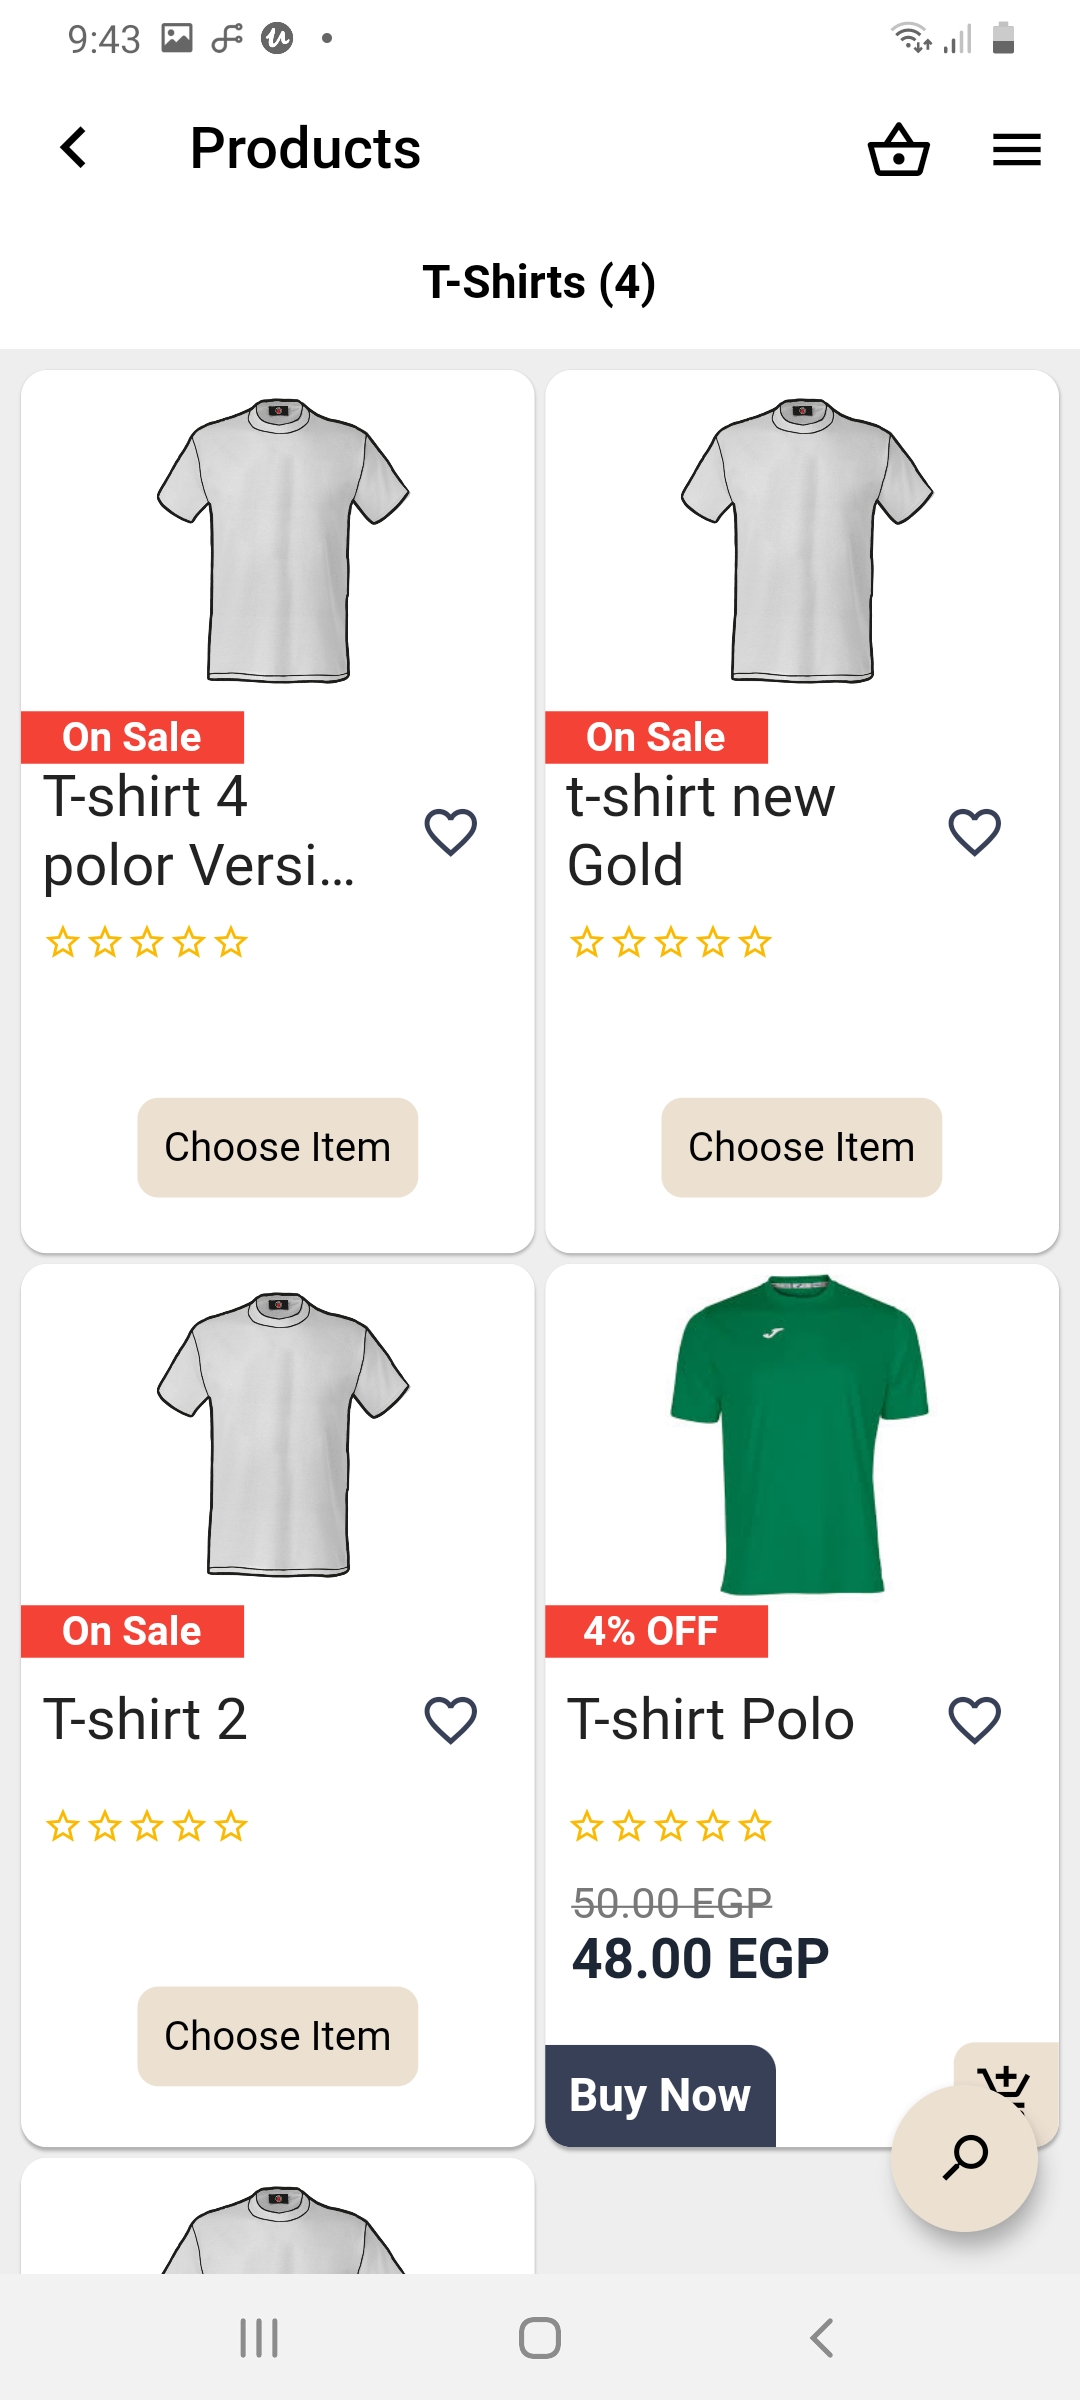 9:43
Products
T-Shirts (4)
On Sale
T-shirt 4
polor Versi...
Choose Item
On Sale
t-shirt new
Gold
Choose Item
On Sale
T-shirt 2
Choose Item
4% OFF
T-shirt Polo
50.00 EGP
48.00 EGP
Buy Now